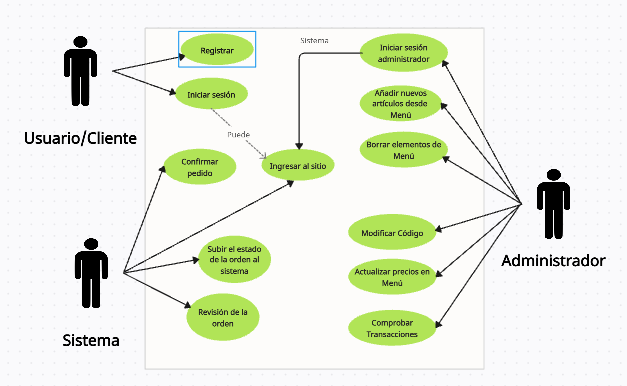 Sistema
Registrar
Iniciar sesión
administrador
Iniciar sesión
Añadir nuevos
artículos desde
Menú
Usuario/Cliente
Puede
Borrar elementos de
Menú
Confirmar
pedido
Ingresar al sitio
Modificar Código
Administrador
Subir el estado
de la orden al
sistema
Actualizar precios en
Menú
Revisión de la
orden
Comprobar
Transacciones
Sistema